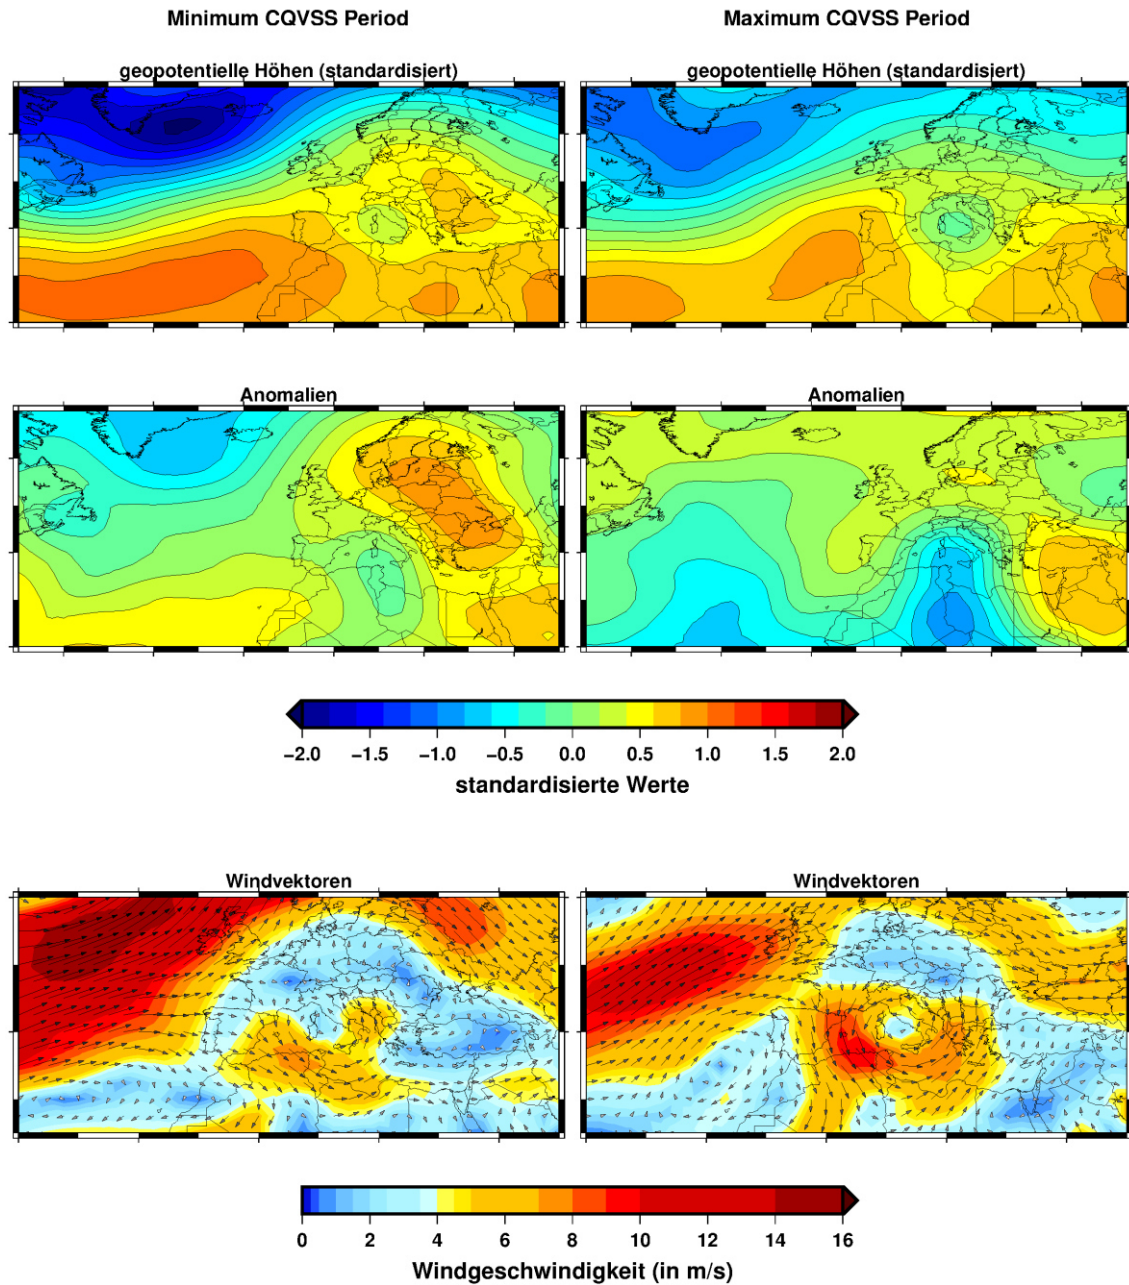 Minimum CQVSS Period
Maximum CQVSS Period
geopotentielle Höhen (standardisiert)
geopotentielle Höhen (standardisiert)
Anomalien
Anomalien
−2.0 −1.5 −1.0 −0.5 0.0 0.5 1.0 1.5 2.0
standardisierte Werte
Windvektoren
Windvektoren
0 2 4 6 8 10 12 14 16
Windgeschwindigkeit (in m/s)